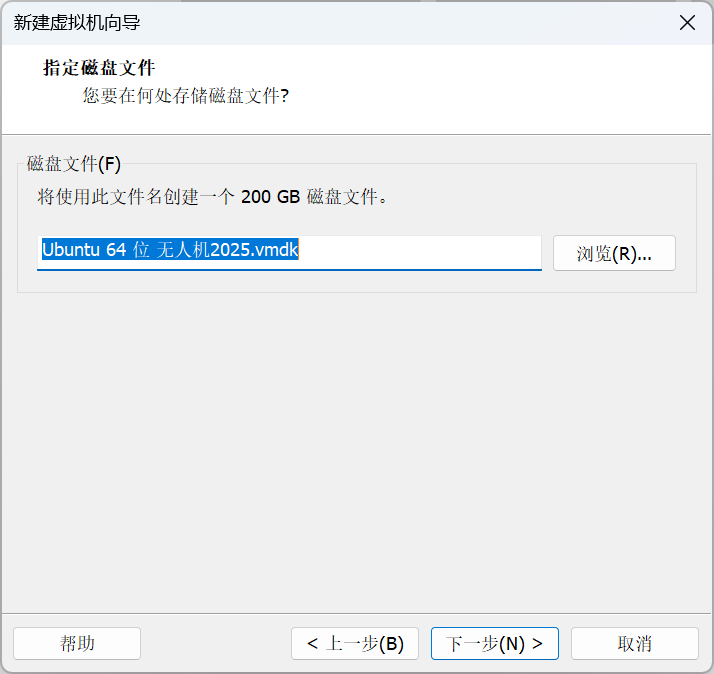 新建虚拟机向导
指定磁盘文件
您要在何处存储磁盘文件?
磁盘文件(F)
将使用此文件名创建一个 200 GB 磁盘文件。
Ubuntu 64 位 无人机2025.vmdk
浏览(R)...
帮助
< 上一步(B)
下一步(N) >
取消